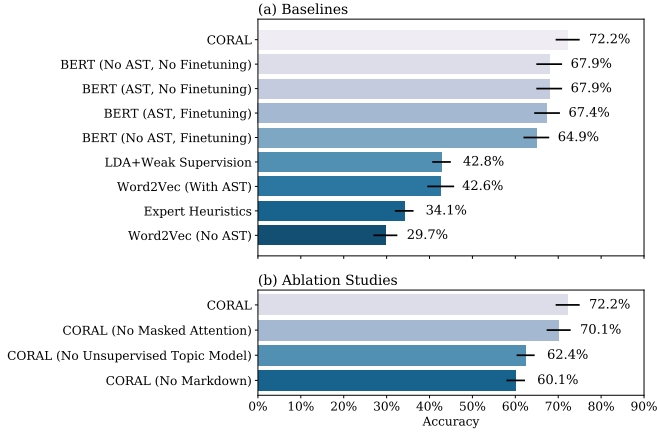 (a) Baselines
CORAL 72.2%
BERT (No AST, No Finetuning) 67.9%
BERT (AST, No Finetuning) 67.9%
BERT (AST, Finetuning) 67.4%
BERT (No AST, Finetuning) 64.9%
LDA+Weak Supervision 42.8%
Word2Vec (With AST) 42.6%
Expert Heuristics 34.1%
Word2Vec (No AST) 29.7%
(b) Ablation Studies
CORAL 72.2%
CORAL (No Masked Attention) 70.1%
CORAL (No Unsupervised Topic Model) 62.4%
CORAL (No Markdown) 60.1%
0% 10% 20% 30% 40% 50% 60% 70% 80% 90%
Accuracy